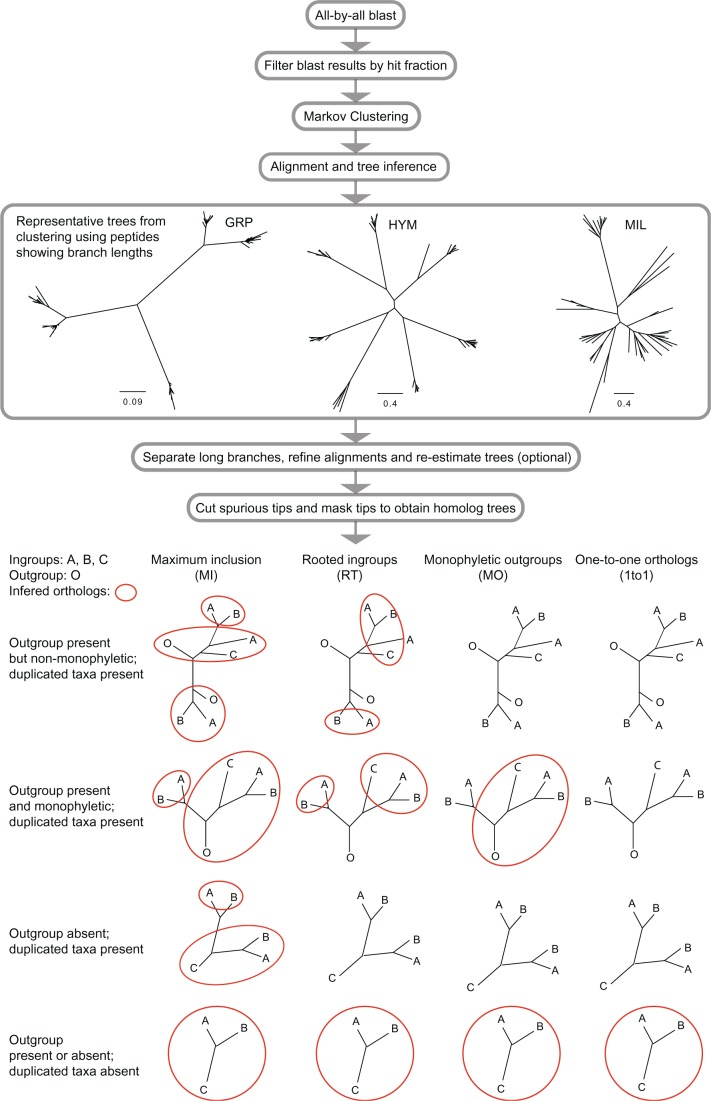 All-by-all blast
Filter blast results by hit fraction
Markov Clustering
Alignment and tree inference
Representative trees from
clustering using peptides
showing branch lengths
GRP
HYM
MIL
0.09
0.4
0.4
Separate long branches, refine alignments and re-estimate trees (optional)
Cut spurious tips and mask tips to obtain homolog trees
Ingroups: A, B, C
Outgroup: O
Infered orthologs:
Maximum inclusion
(MI)
Rooted ingroups
(RT)
Monophyletic outgroups
(MO)
One-to-one orthologs
(1to1)
Outgroup present
but non-monophyletic;
duplicated taxa present
A
B
O
A
C
O
B
A
A
B
O
A
C
O
B
A
A
B
O
A
C
O
B
A
A
B
O
A
C
O
B
A
Outgroup present
and monophyletic;
duplicated taxa present
C
A
A
B
B
O
C
A
A
B
B
O
C
A
A
B
B
O
C
A
A
B
B
O
Outgroup absent;
duplicated taxa present
A
B
B
A
C
A
B
B
A
C
A
B
B
A
C
A
B
B
A
C
Outgroup
present or absent;
duplicated taxa absent
A
B
C
A
B
C
A
B
C
A
B
C